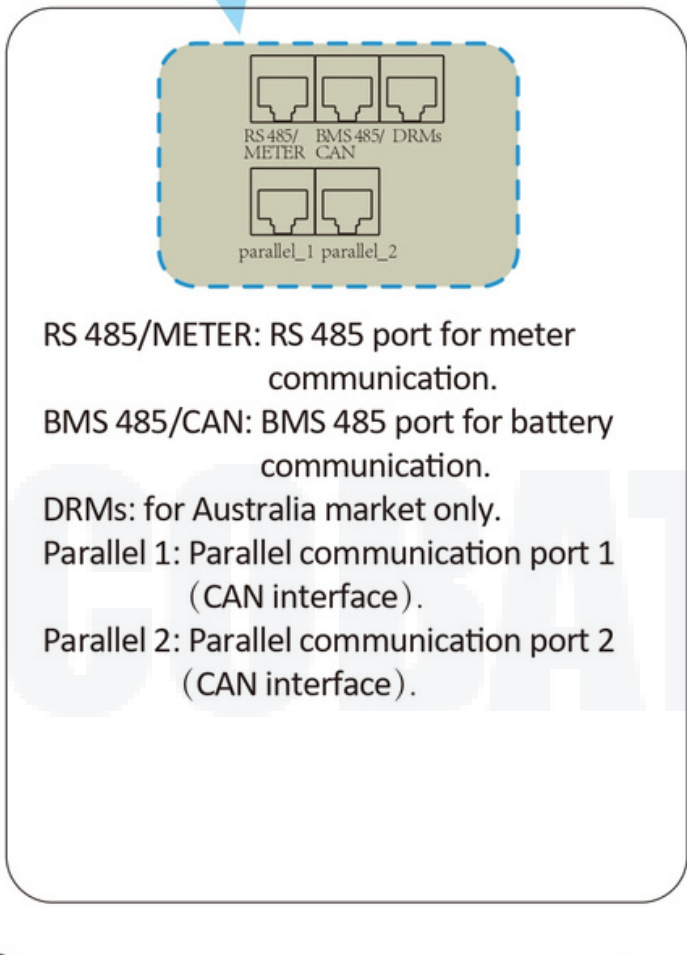 RS 485/ BMS 485/ DRMs
METER CAN
parallel_1 parallel_2
RS 485/METER: RS 485 port for meter
communication.
BMS 485/CAN: BMS 485 port for battery
communication.
DRMs: for Australia market only.
Parallel 1: Parallel communication port 1
(CAN interface).
Parallel 2: Parallel communication port 2
(CAN interface).